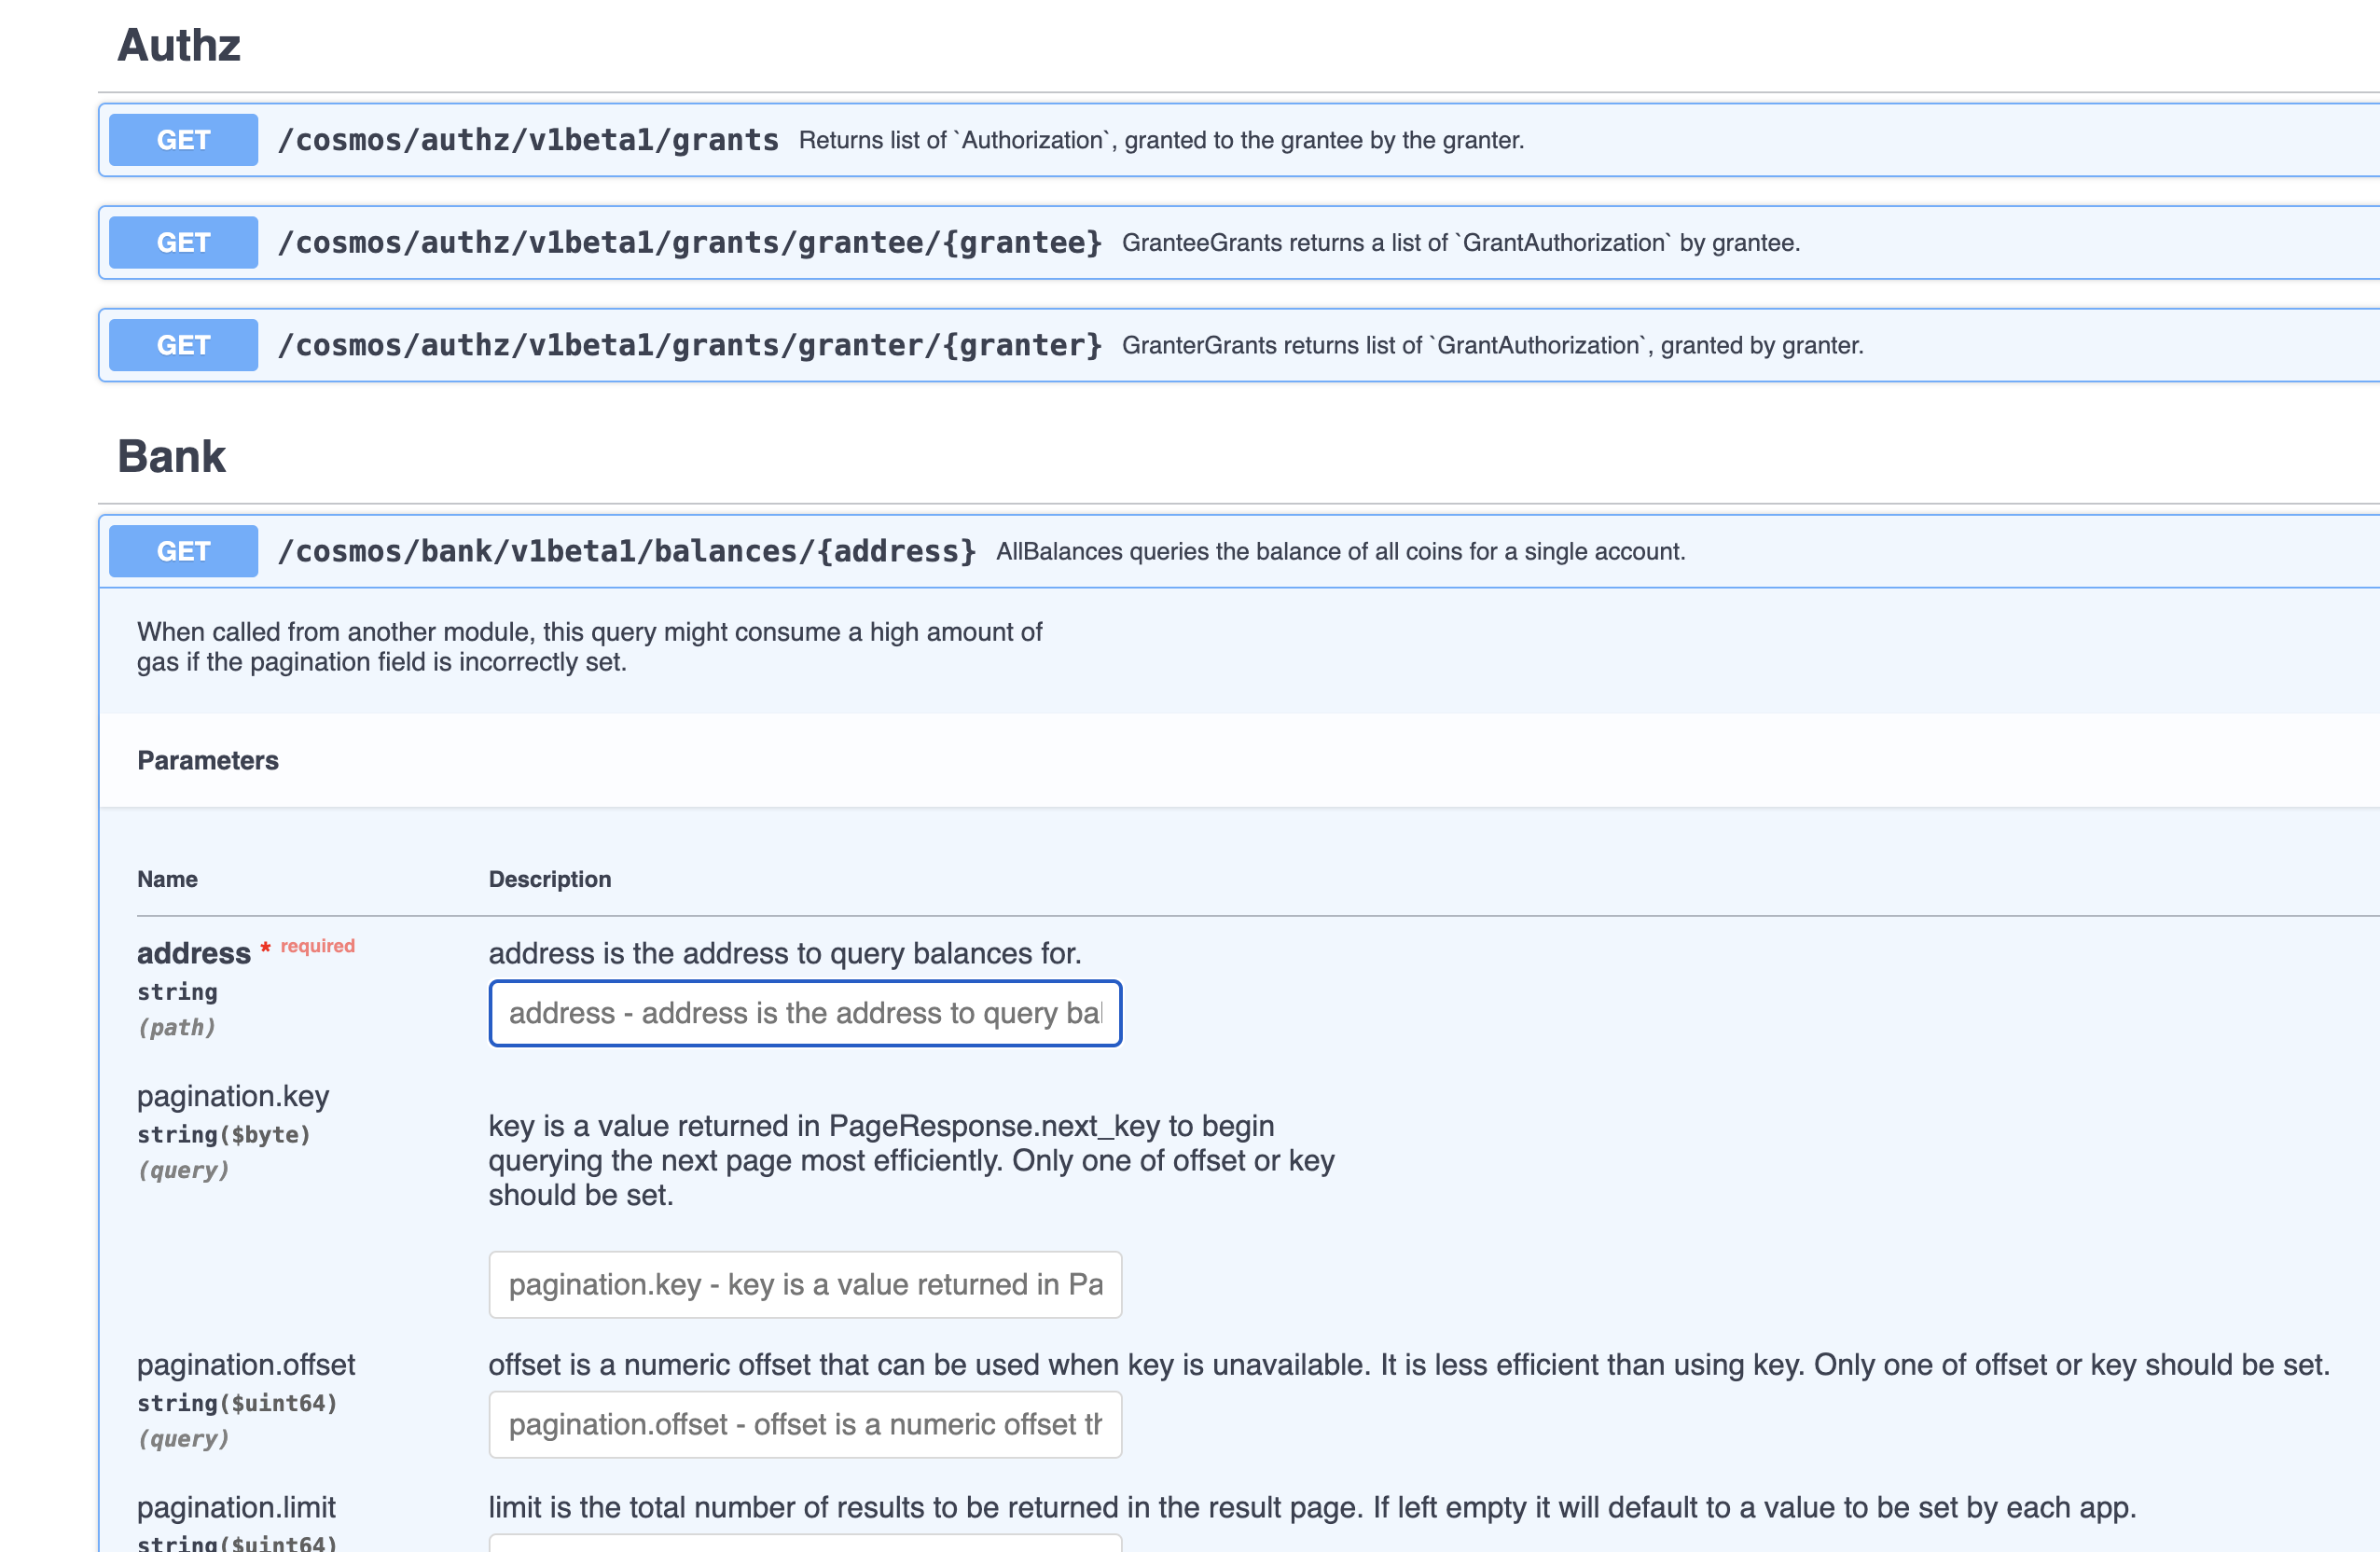 Authz
GET /cosmos/authz/v1beta1/grants Returns list of `Authorization`, granted to the grantee by the granter.
GET /cosmos/authz/v1beta1/grants/grantee/{grantee} GranteeGrants returns a list of `GrantAuthorization` by grantee.
GET /cosmos/authz/v1beta1/grants/granter/{granter} GranterGrants returns list of `GrantAuthorization`, granted by granter.
Bank
GET /cosmos/bank/v1beta1/balances/{address} AllBalances queries the balance of all coins for a single account.
When called from another module, this query might consume a high amount of
gas if the pagination field is incorrectly set.
Parameters
Name Description
address * required address is the address to query balances for.
string
(path)
address - address is the address to query bal
pagination.key
string($byte)
(query)
key is a value returned in PageResponse.next_key to begin
querying the next page most efficiently. Only one of offset or key
should be set.
pagination.key - key is a value returned in Pa
pagination.offset offset is a numeric offset that can be used when key is unavailable. It is less efficient than using key. Only one of offset or key should be set.
string($uint64)
(query)
pagination.offset - offset is a numeric offset th
pagination.limit limit is the total number of results to be returned in the result page. If left empty it will default to a value to be set by each app.
string($uint64)